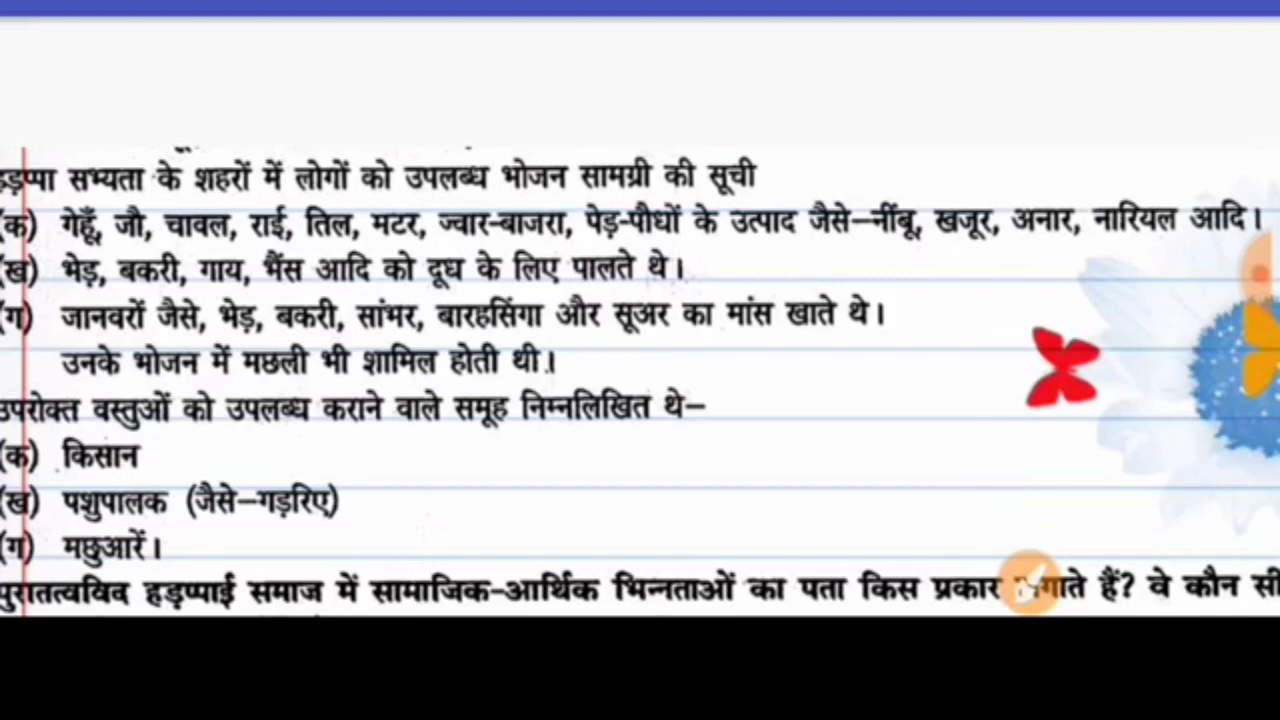 हड़प्पा सभ्यता के शहरों में लोगों को उपलब्ध भोजन सामग्री की सूची
(क) गेहूँ, जौ, चावल, राई, तिल, मटर, ज्वार-बाजरा, पेड़-पौधों के उत्पाद जैसे—नींबू, खजूर, अनार, नारियल आदि।
(ख) भेड़, बकरी, गाय, भैंस आदि को दूध के लिए पालते थे।
(ग) जानवरों जैसे, भेड़, बकरी, सांभर, बारहसिंगा और सूअर का मांस खाते थे।
उनके भोजन में मछली भी शामिल होती थी।
उपरोक्त वस्तुओं को उपलब्ध कराने वाले समूह निम्नलिखित थे—
(क) किसान
(ख) पशुपालक (जैसे—गड़रिए)
(ग) मछुआरें।
पुरातत्वविद हड़प्पाई समाज में सामाजिक-आर्थिक भिन्नताओं का पता किस प्रकार लगाते हैं? वे कौन सी